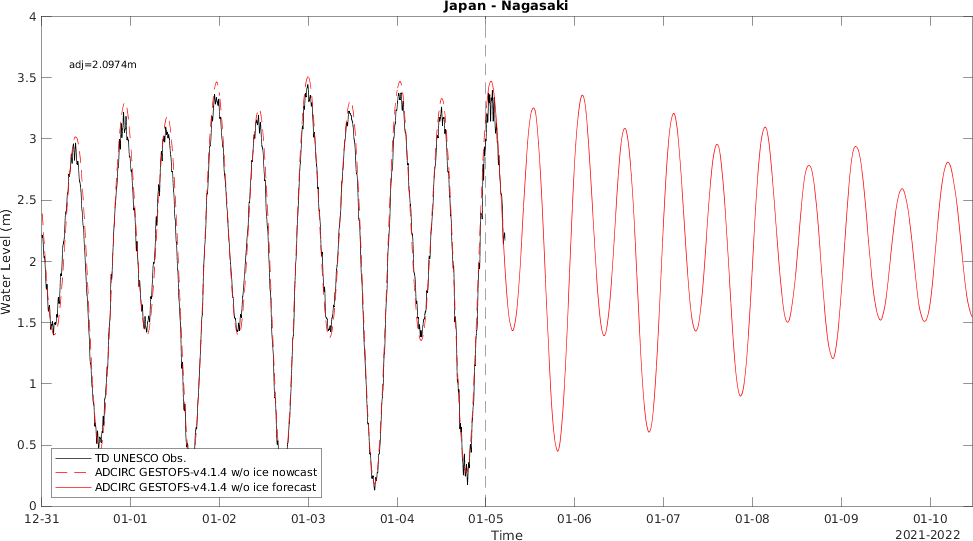 Japan - Nagasaki
4
adj=2.0974m
3.5
3
2.5
2
1.5
1
0.5
0
Water Level (m)
TD UNESCO Obs.
ADCIRC GESTOFS-v4.1.4 w/o ice nowcast
ADCIRC GESTOFS-v4.1.4 w/o ice forecast
12-31 01-01 01-02 01-03 01-04 01-05 01-06 01-07 01-08 01-09 01-10
Time
2021-2022